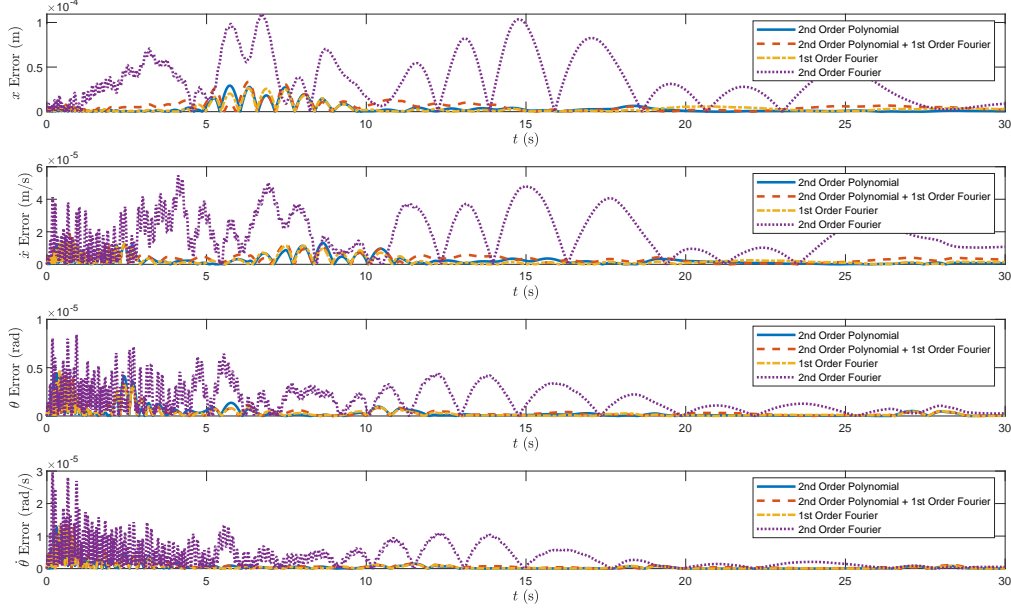 ×10-4
1
0.5
0
x Error (m)
0 5 10 15 20 25 30
t (s)
2nd Order Polynomial
2nd Order Polynomial + 1st Order Fourier
1st Order Fourier
2nd Order Fourier
×10-5
6
4
2
0
ẋ Error (m/s)
0 5 10 15 20 25 30
t (s)
2nd Order Polynomial
2nd Order Polynomial + 1st Order Fourier
1st Order Fourier
2nd Order Fourier
×10-5
1
0.5
0
θ Error (rad)
0 5 10 15 20 25 30
t (s)
2nd Order Polynomial
2nd Order Polynomial + 1st Order Fourier
1st Order Fourier
2nd Order Fourier
×10-5
3
2
1
0
θ̇ Error (rad/s)
0 5 10 15 20 25 30
t (s)
2nd Order Polynomial
2nd Order Polynomial + 1st Order Fourier
1st Order Fourier
2nd Order Fourier